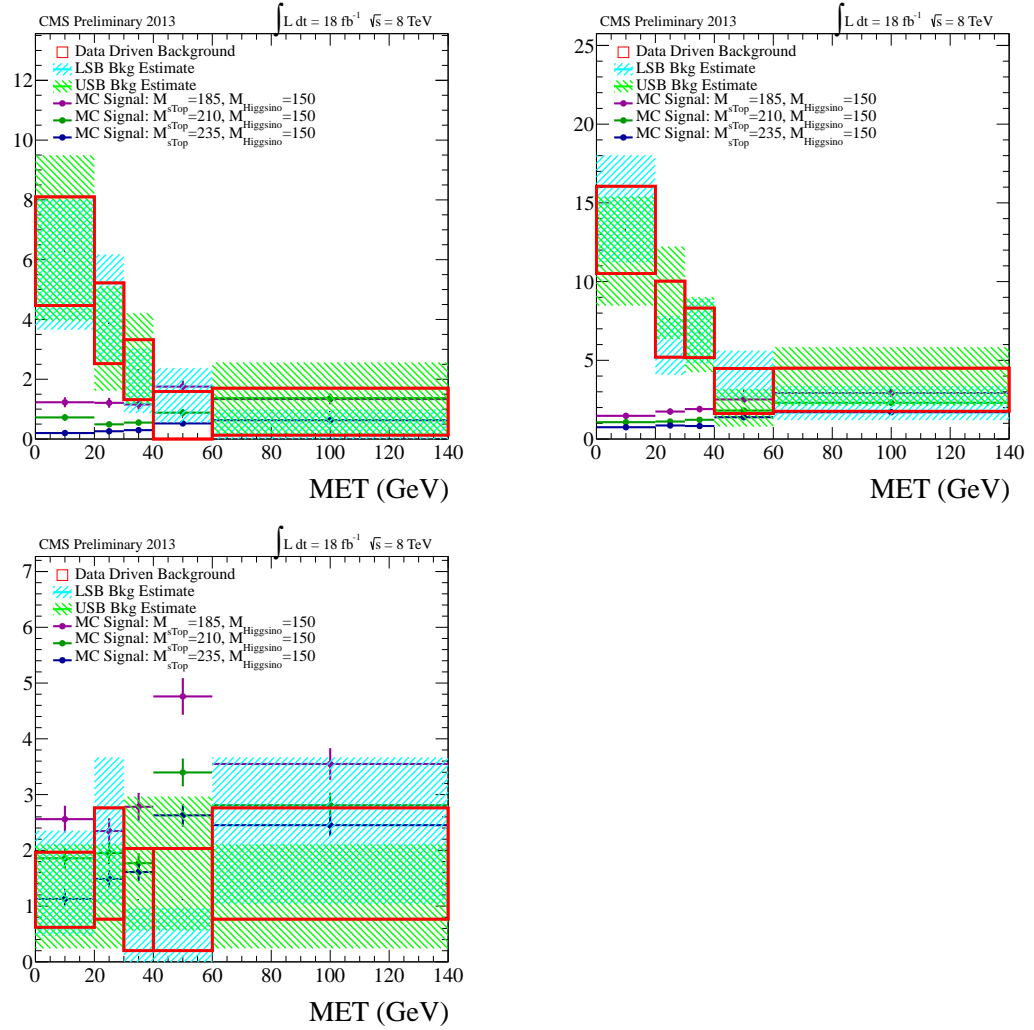 CMS Preliminary 2013 ∫ L dt = 18 fb⁻¹ √s = 8 TeV
Data Driven Background
LSB Bkg Estimate
USB Bkg Estimate
MC Signal: M_sTop=185, M_Higgsino=150
MC Signal: M_sTop=210, M_Higgsino=150
MC Signal: M_sTop=235, M_Higgsino=150
12
10
8
6
4
2
0
0 20 40 60 80 100 120 140
MET (GeV)
CMS Preliminary 2013 ∫ L dt = 18 fb⁻¹ √s = 8 TeV
Data Driven Background
LSB Bkg Estimate
USB Bkg Estimate
MC Signal: M_sTop=185, M_Higgsino=150
MC Signal: M_sTop=210, M_Higgsino=150
MC Signal: M_sTop=235, M_Higgsino=150
25
20
15
10
5
0
0 20 40 60 80 100 120 140
MET (GeV)
CMS Preliminary 2013 ∫ L dt = 18 fb⁻¹ √s = 8 TeV
Data Driven Background
LSB Bkg Estimate
USB Bkg Estimate
MC Signal: M_sTop=185, M_Higgsino=150
MC Signal: M_sTop=210, M_Higgsino=150
MC Signal: M_sTop=235, M_Higgsino=150
7
6
5
4
3
2
1
0
0 20 40 60 80 100 120 140
MET (GeV)